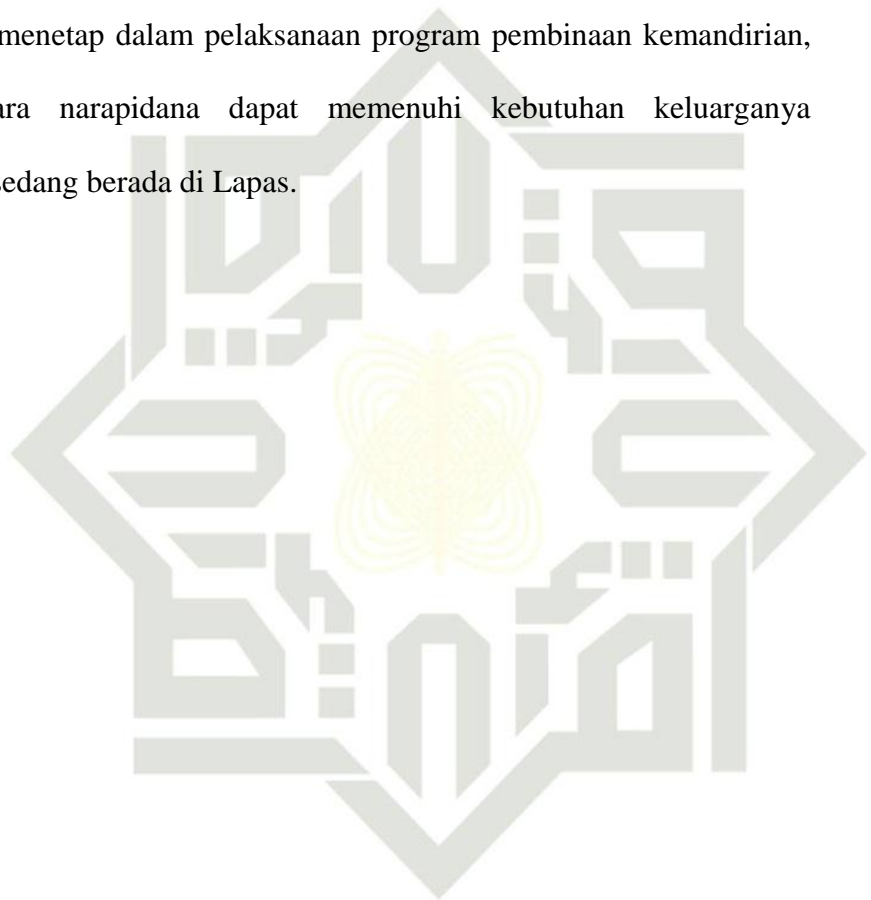 menetap dalam pelaksanaan program pembinaan kemandirian,
ara narapidana dapat memenuhi kebutuhan keluarganya
sedang berada di Lapas.